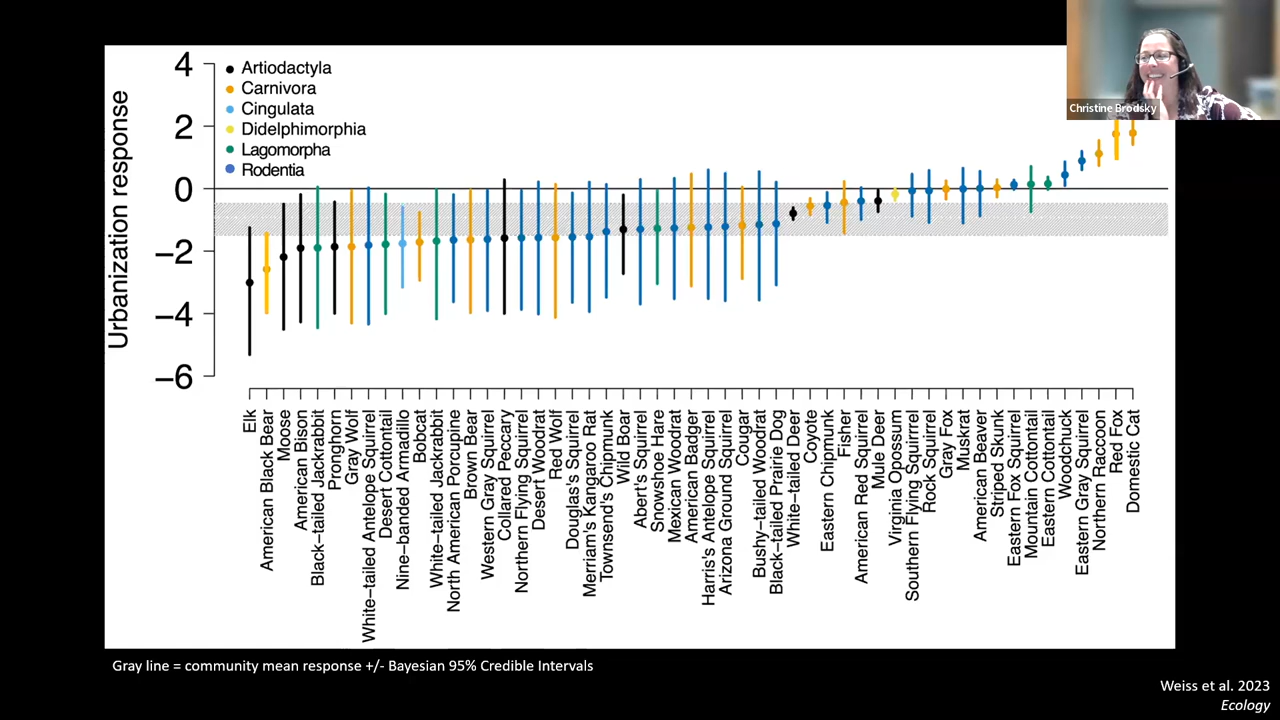 4
2
0
−2
−4
−6
Urbanization response
Artiodactyla
Carnivora
Cingulata
Didelphimorphia
Lagomorpha
Rodentia
Christine Brodsky
Elk
American Black Bear
Moose
American Bison
Black−tailed Jackrabbit
Pronghorn
Gray Wolf
White−tailed Antelope Squirrel
Desert Cottontail
Nine−banded Armadillo
Bobcat
White−tailed Jackrabbit
North American Porcupine
Brown Bear
Western Gray Squirrel
Collared Peccary
Northern Flying Squirrel
Desert Woodrat
Red Wolf
Douglas's Squirrel
Merriam's Kangaroo Rat
Townsend's Chipmunk
Wild Boar
Abert's Squirrel
Snowshoe Hare
Mexican Woodrat
American Badger
Harris's Antelope Squirrel
Arizona Ground Squirrel
Cougar
Bushy−tailed Woodrat
Black−tailed Prairie Dog
White−tailed Deer
Coyote
Eastern Chipmunk
Fisher
American Red Squirrel
Mule Deer
Virginia Opossum
Southern Flying Squirrrel
Rock Squirrel
Gray Fox
Muskrat
American Beaver
Striped Skunk
Eastern Fox Squirrel
Mountain Cottontail
Eastern Cottontail
Woodchuck
Eastern Gray Squirrel
Northern Raccoon
Red Fox
Domestic Cat
Gray line = community mean response +/- Bayesian 95% Credible Intervals
Weiss et al. 2023
Ecology